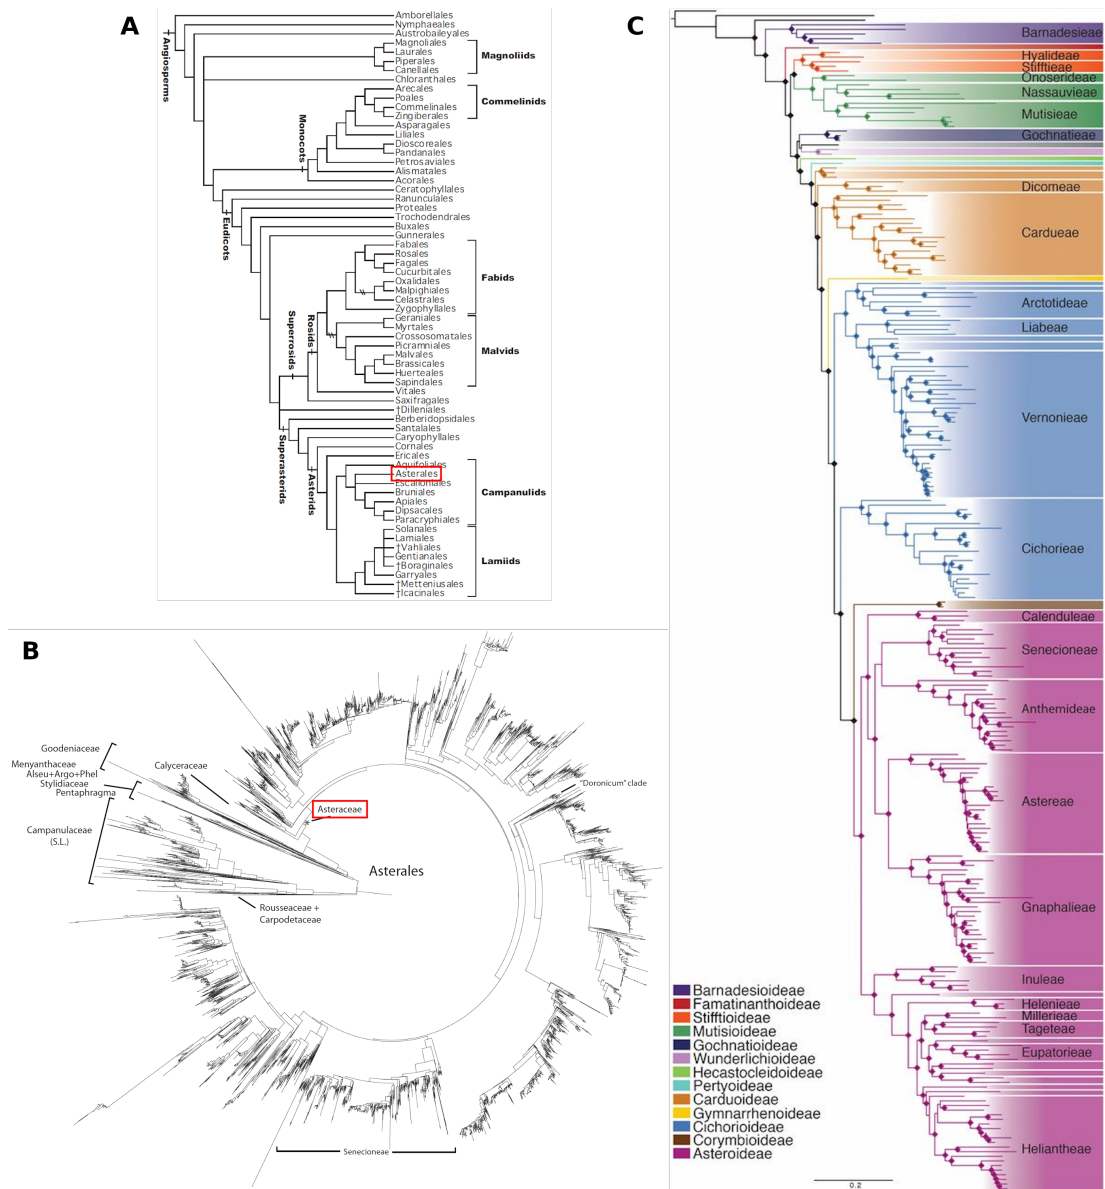 A
Amborellales
Nymphaeales
Austrobaileyales
Magnoliales
Laurales
Piperales
Canellales
Magnoliids
Chloranthales
Arecales
Poales
Commelinales
Zingiberales
Commelinids
Asparagales
Liliales
Dioscoreales
Pandanales
Petrosaviales
Alismatales
Acorales
Ceratophyllales
Ranunculales
Proteales
Trochodendrales
Buxales
Gunnerales
Fabales
Rosales
Fagales
Cucurbitales
Oxalidales
Malpighiales
Celastrales
Zygophyllales
Fabids
Geraniales
Myrtales
Crossosomatales
Picramniales
Malvales
Brassicales
Huerteales
Sapindales
Malvids
Vitales
Saxifragales
†Dilleniales
Berberidopsidales
Santalales
Caryophyllales
Cornales
Ericales
Aquifoliales
Asterales
Escalloniales
Bruniales
Apiales
Dipsacales
Paracryphiales
Campanulids
Solanales
Lamiales
†Vahliales
Gentianales
†Boraginales
Garryales
†Metteniusales
†Icacinales
Lamiids
Angiosperms
Monocots
Eudicots
Superrosids
Rosids
Superasterids
Asterids
B
Goodeniaceae
Menyanthaceae
Alseu+Argo+Phel
Stylidiaceae
Pentaphragma
Campanulaceae
(S.L.)
Calyceraceae
Asteraceae
"Doronicum" clade
Asterales
Rousseaceae +
Carpodetaceae
Senecioneae
C
Barnadesieae
Hyalideae
Stifftieae
Onoserideae
Nassauvieae
Mutisieae
Gochnatieae
Dicomeae
Cardueae
Arctotideae
Liabeae
Vernonieae
Cichorieae
Calenduleae
Senecioneae
Anthemideae
Astereae
Gnaphalieae
Inuleae
Helenieae
Millerieae
Tageteae
Eupatorieae
Heliantheae
Barnadesioideae
Famatinanthoideae
Stifftioideae
Mutisioideae
Gochnatioideae
Wunderlichioideae
Hecastocleidoideae
Pertyoideae
Carduoideae
Gymnarrhenoideae
Cichorioideae
Corymbioideae
Asteroideae
0.2